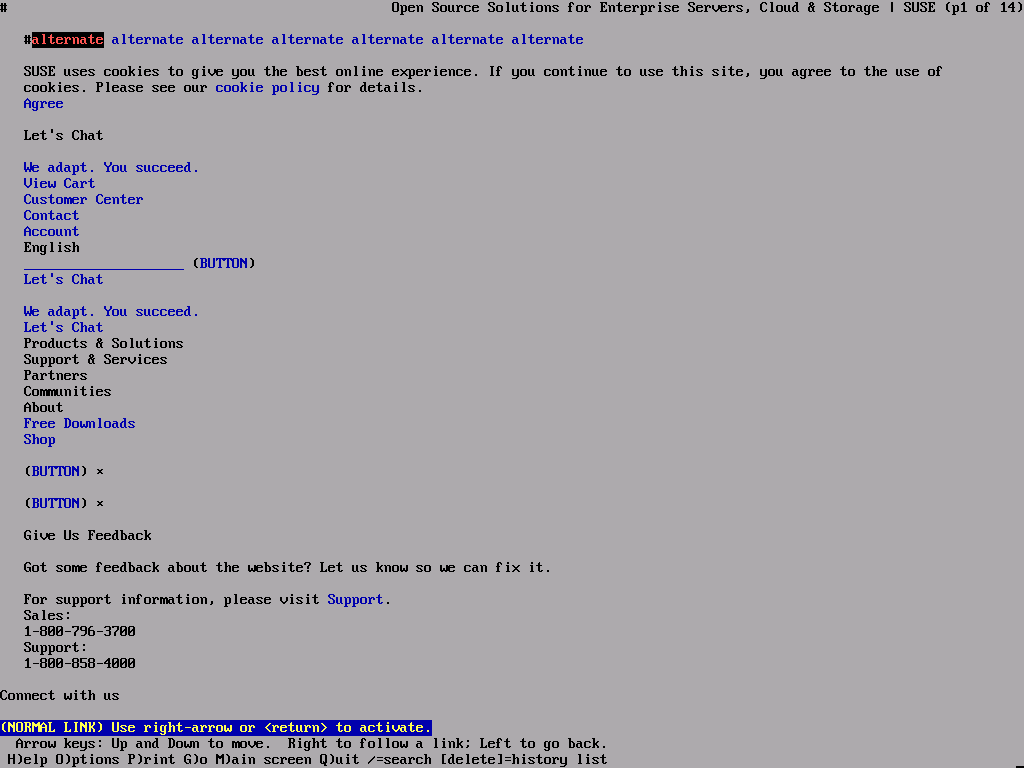 #                                                Open Source Solutions for Enterprise Servers, Cloud & Storage | SUSE (p1 of 14)
#alternate alternate alternate alternate alternate alternate alternate
SUSE uses cookies to give you the best online experience. If you continue to use this site, you agree to the use of
cookies. Please see our cookie policy for details.
Agree
Let's Chat
We adapt. You succeed.
View Cart
Customer Center
Contact
Account
English
____________________ (BUTTON)
Let's Chat
We adapt. You succeed.
Let's Chat
Products & Solutions
Support & Services
Partners
Communities
About
Free Downloads
Shop
(BUTTON) ×
(BUTTON) ×
Give Us Feedback
Got some feedback about the website? Let us know so we can fix it.
For support information, please visit Support.
Sales:
1-800-796-3700
Support:
1-800-858-4000
Connect with us
(NORMAL LINK) Use right-arrow or <return> to activate.
Arrow keys: Up and Down to move.  Right to follow a link; Left to go back.
H)elp O)ptions P)rint G)o M)ain screen Q)uit /=search [delete]=history list